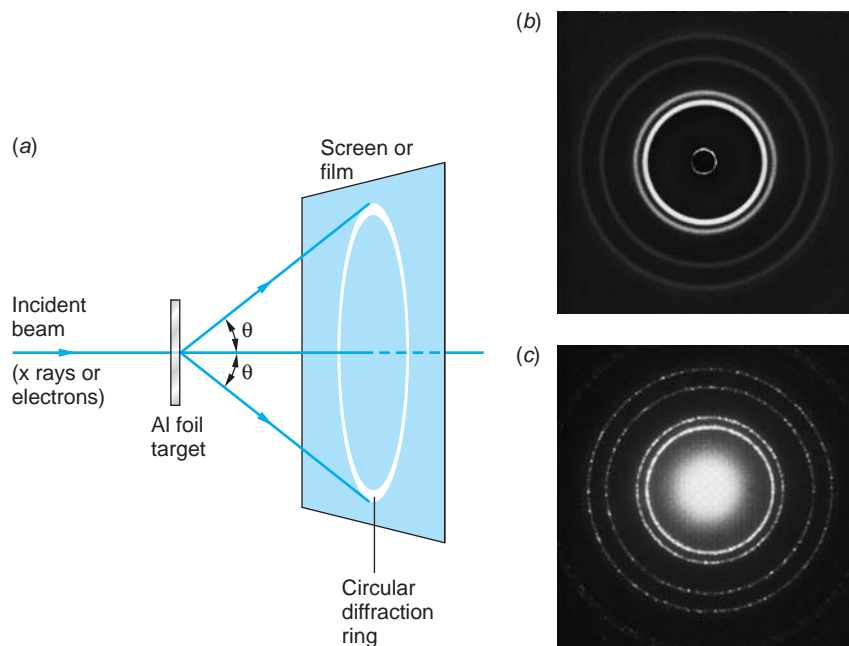 (a)
Screen or
film
Incident
beam
(x rays or
electrons)
θ
θ
Al foil
target
Circular
diffraction
ring
(b)
(c)